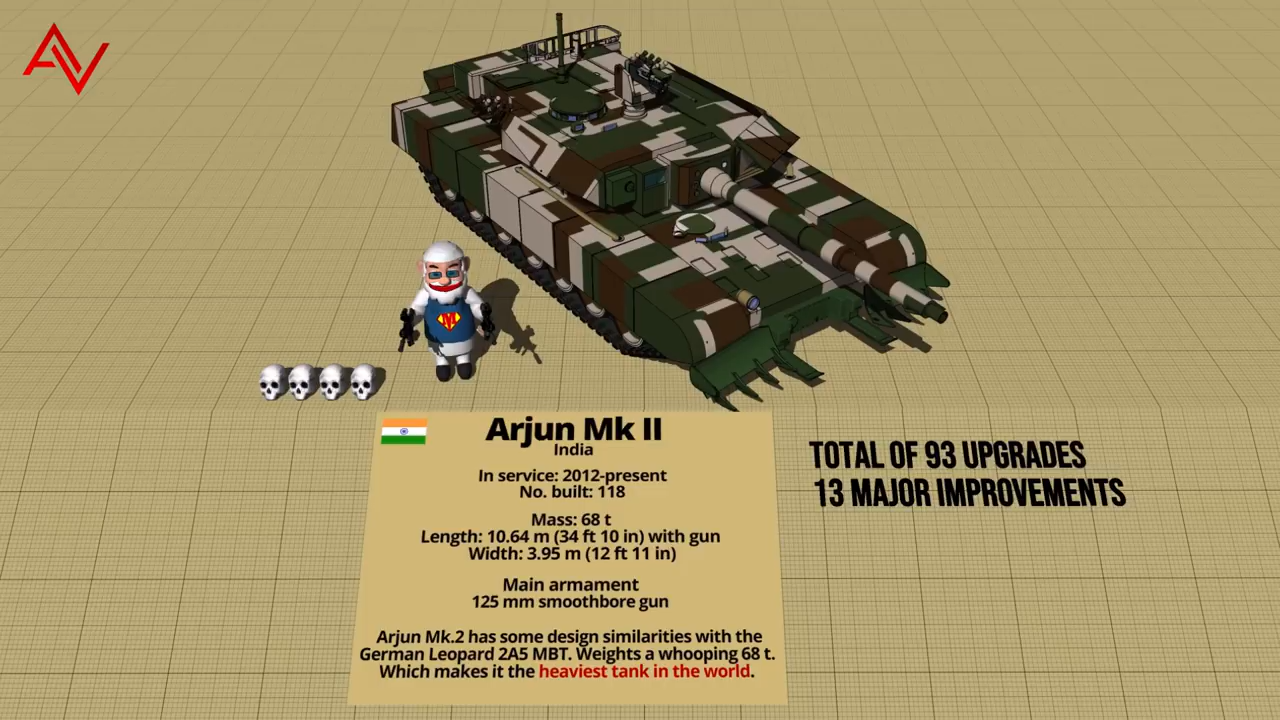 AV
Arjun Mk II
India
In service: 2012-present
No. built: 118
Mass: 68 t
Length: 10.64 m (34 ft 10 in) with gun
Width: 3.95 m (12 ft 11 in)
Main armament
125 mm smoothbore gun
Arjun Mk.2 has some design similarities with the
German Leopard 2A5 MBT. Weights a whooping 68 t.
Which makes it the heaviest tank in the world.
TOTAL OF 93 UPGRADES
13 MAJOR IMPROVEMENTS
M